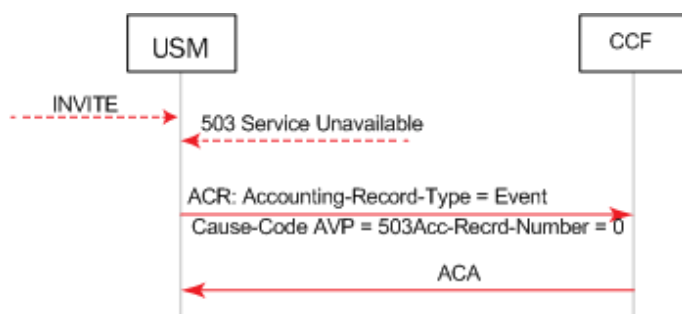 USM
CCF
INVITE
503 Service Unavailable
ACR: Accounting-Record-Type = Event
Cause-Code AVP = 503Acc-Recrd-Number = 0
ACA